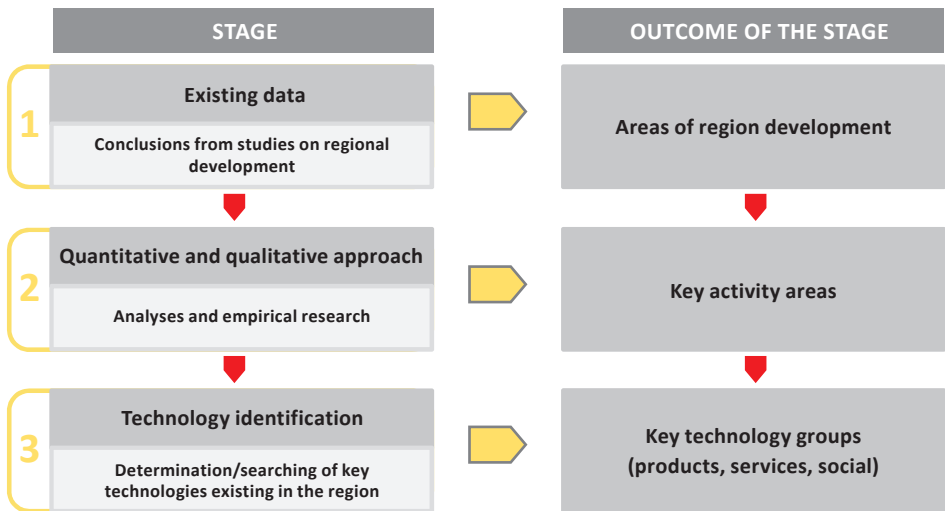 STAGE
OUTCOME OF THE STAGE
1
Existing data
Conclusions from studies on regional
development
Areas of region development
2
Quantitative and qualitative approach
Analyses and empirical research
Key activity areas
3
Technology identification
Determination/searching of key
technologies existing in the region
Key technology groups
(products, services, social)